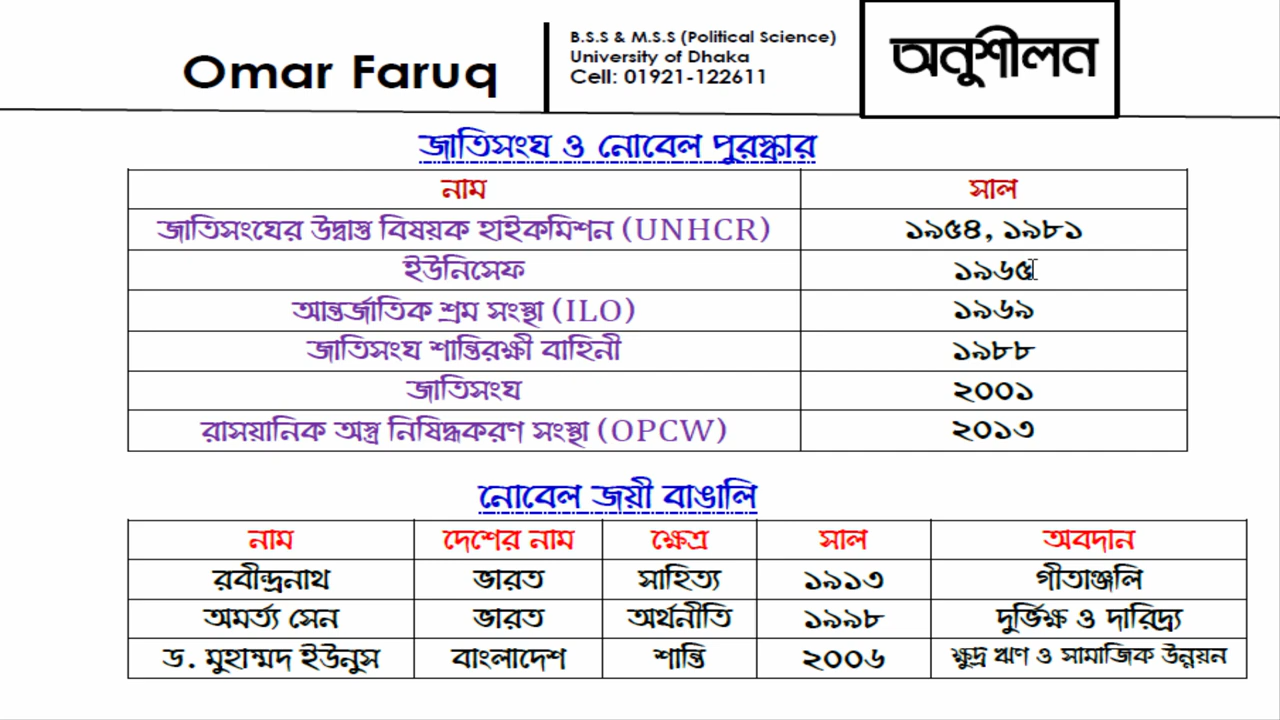 Omar Faruq
B.S.S & M.S.S (Political Science)
University of Dhaka
Cell: 01921-122611
অনুশীলন
জাতিসংঘ ও নোবেল পুরস্কার
নাম সাল
জাতিসংঘের উদ্বাস্তু বিষয়ক হাইকমিশন (UNHCR) ১৯৫৪, ১৯৮১
ইউনিসেফ ১৯৬৫
আন্তর্জাতিক শ্রম সংস্থা (ILO) ১৯৬৯
জাতিসংঘ শান্তিরক্ষী বাহিনী ১৯৮৮
জাতিসংঘ ২০০১
রাসয়ানিক অস্ত্র নিষিদ্ধকরণ সংস্থা (OPCW) ২০১৩
নোবেল জয়ী বাঙালি
নাম দেশের নাম ক্ষেত্র সাল অবদান
রবীন্দ্রনাথ ভারত সাহিত্য ১৯১৩ গীতাঞ্জলি
অমর্ত্য সেন ভারত অর্থনীতি ১৯৯৮ দুর্ভিক্ষ ও দারিদ্র্য
ড. মুহাম্মদ ইউনুস বাংলাদেশ শান্তি ২০০৬ ক্ষুদ্র ঋণ ও সামাজিক উন্নয়ন